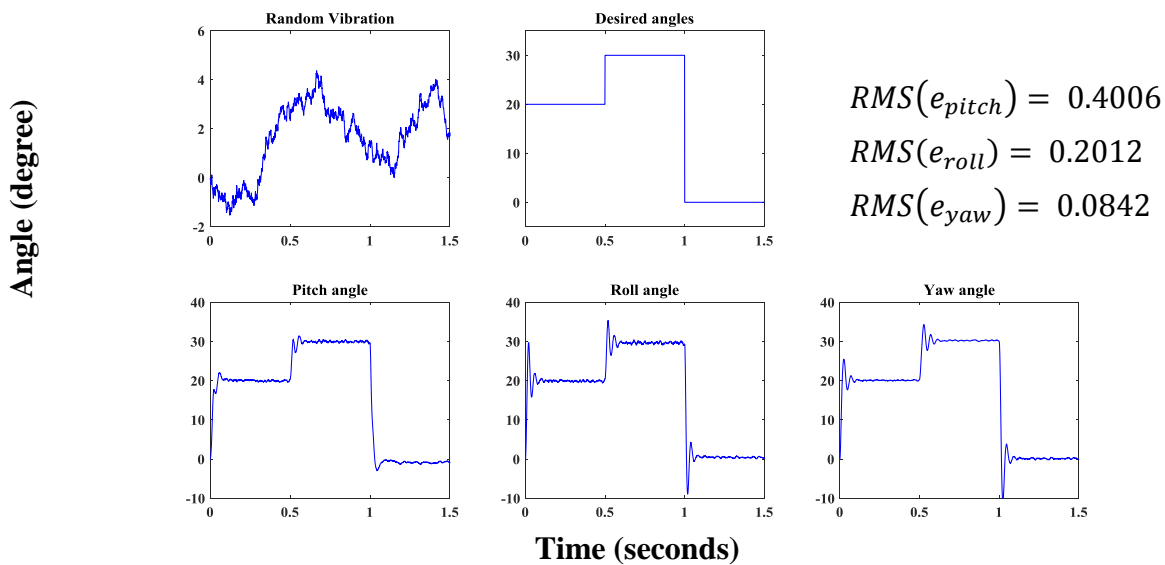 Random Vibration
6
4
2
0
-2
0 0.5 1 1.5
Desired angles
30
20
10
0
0 0.5 1 1.5
RMS(e_pitch) = 0.4006
RMS(e_roll) = 0.2012
RMS(e_yaw) = 0.0842
Angle (degree)
Pitch angle
40
30
20
10
0
-10
0 0.5 1 1.5
Roll angle
40
30
20
10
0
-10
0 0.5 1 1.5
Yaw angle
40
30
20
10
0
-10
0 0.5 1 1.5
Time (seconds)